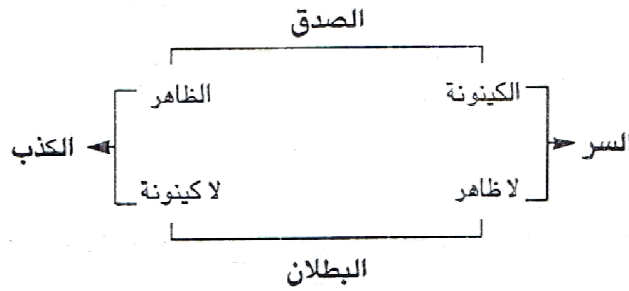 الصدق
الكينونة الظاهر
السر الكذب
لا ظاهر لا كينونة
البطلان